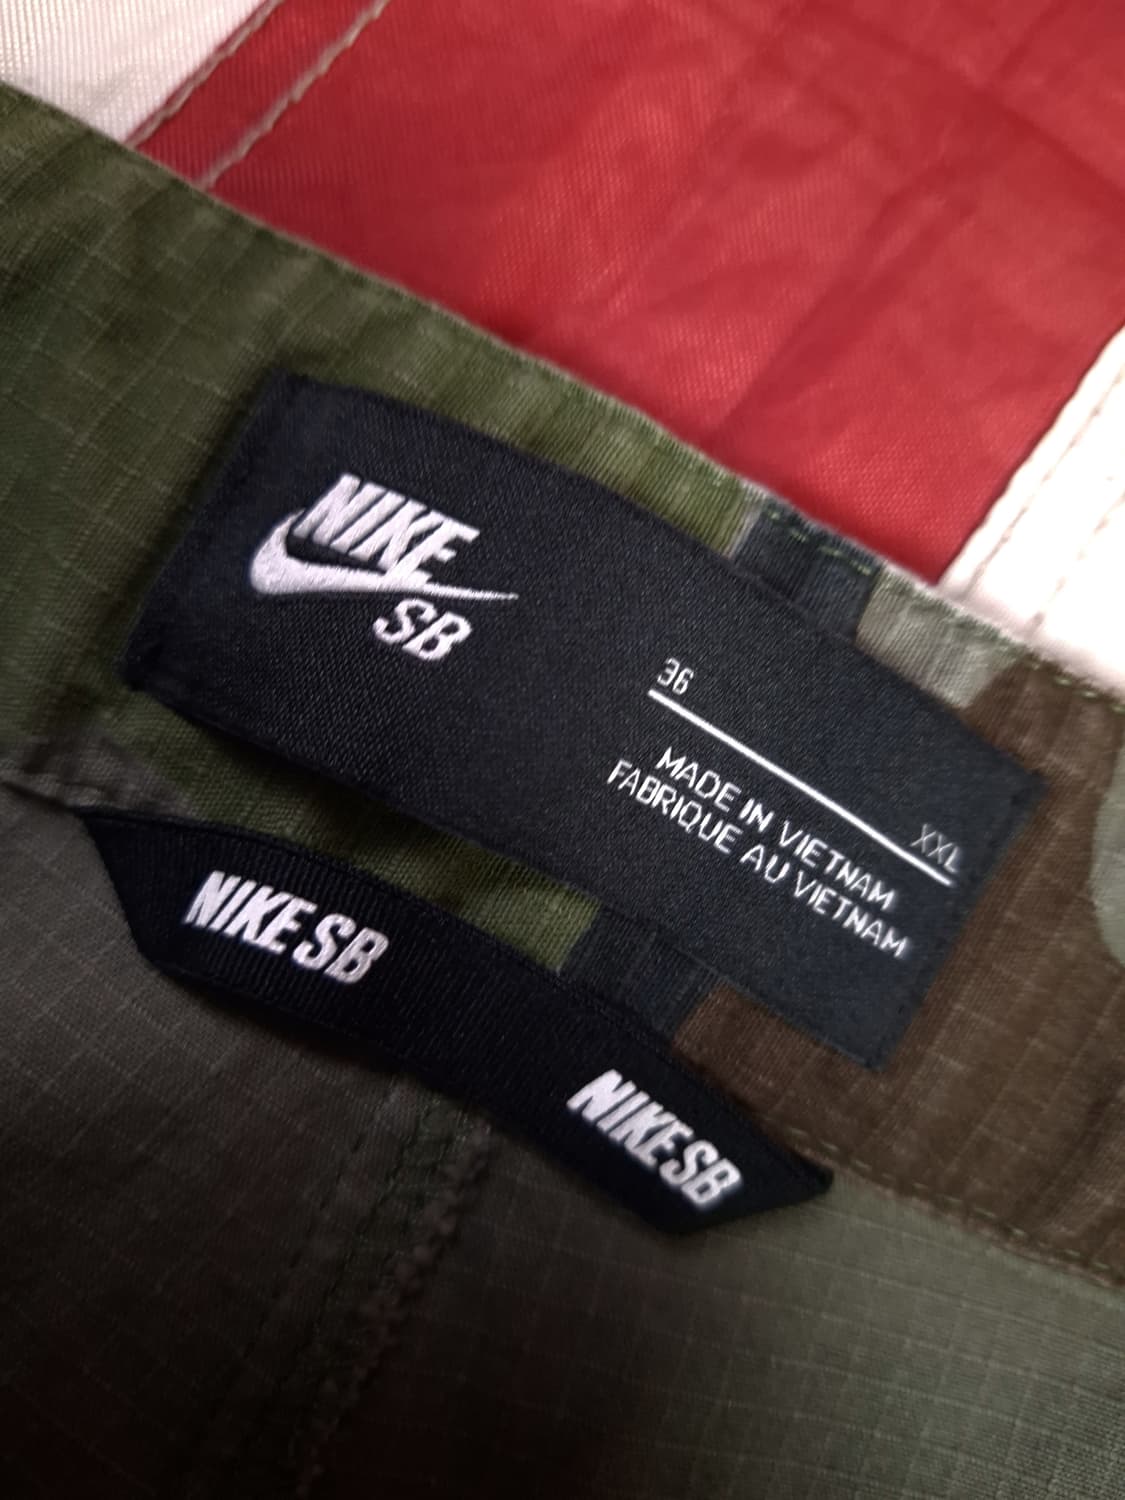 NIKE
SB
36
XXL
MADE IN VIETNAM
FABRIQUE AU VIETNAM
NIKE SB
NIKE SB